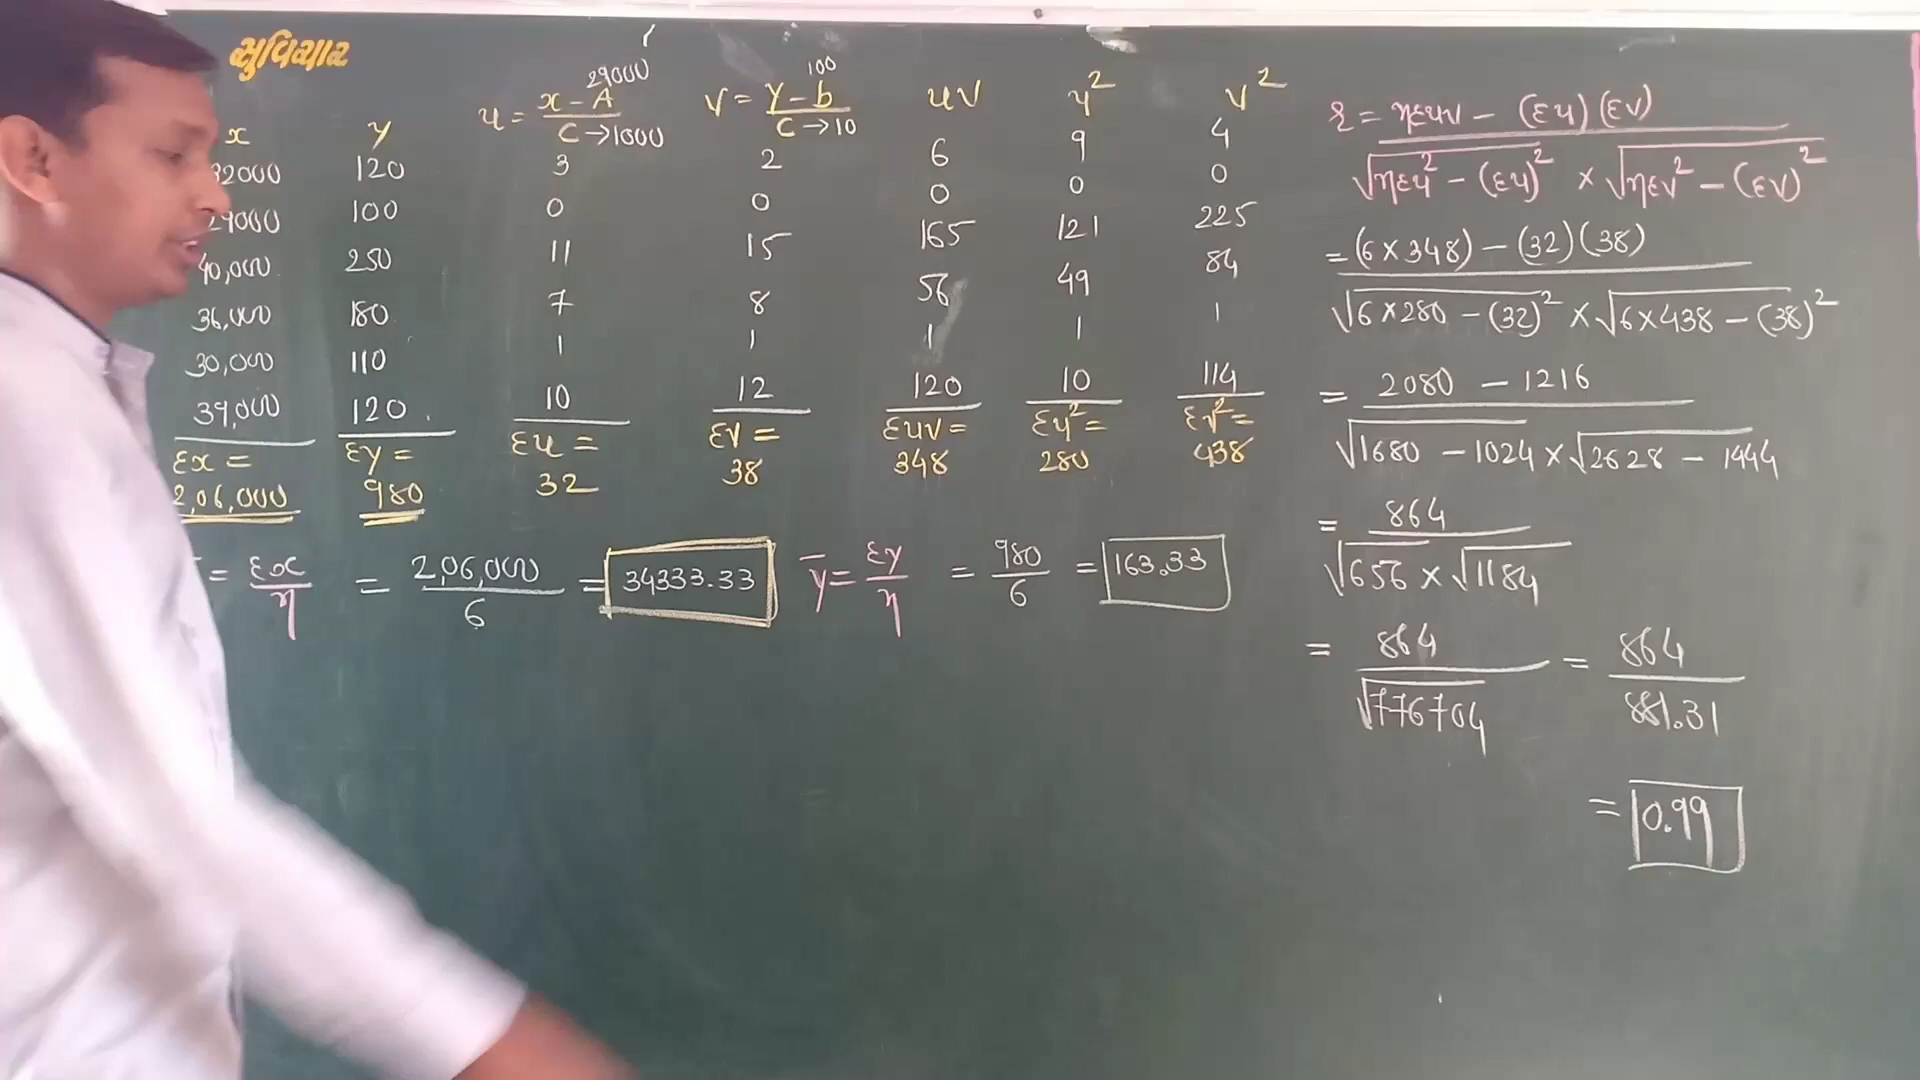 સુવિચાર
x y u = x - A / C → 1000 29000 v = y - b / C → 10 100 uv u² v²
32000 120 3 2 6 9 4
29000 100 0 0 0 0 0
40,000 250 11 15 165 121 225
36,000 180 7 8 56 49 84
30,000 110 1 1 1 1 1
39,000 120 10 12 120 10 114
Σx = 2,06,000 Σy = 980 Σu = 32 Σv = 38 Σuv = 348 Σu² = 280 Σv² = 438
= Σx / n = 2,06,000 / 6 = 34333.33
ȳ = Σy / n = 980 / 6 = 163.33
r = nΣuv - (Σu)(Σv) / √nΣu² - (Σu)² × √nΣv² - (Σv)²
= (6×348) - (32)(38) / √6×280 - (32)² × √6×438 - (38)²
= 2080 - 1216 / √1680 - 1024 × √2628 - 1444
= 864 / √656 × √1184
= 864 / √776704 = 864 / 881.31
= 0.99